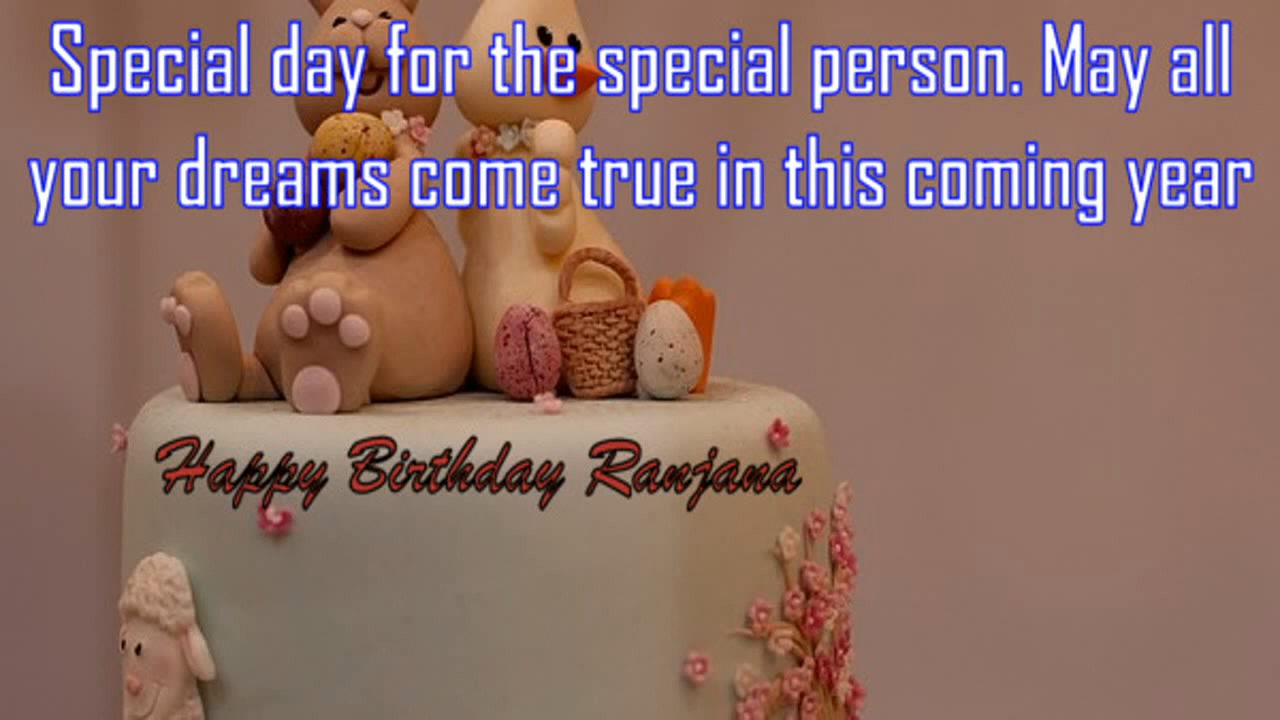 Special day for the special person. May all
your dreams come true in this coming year
Happy Birthday Ranjana